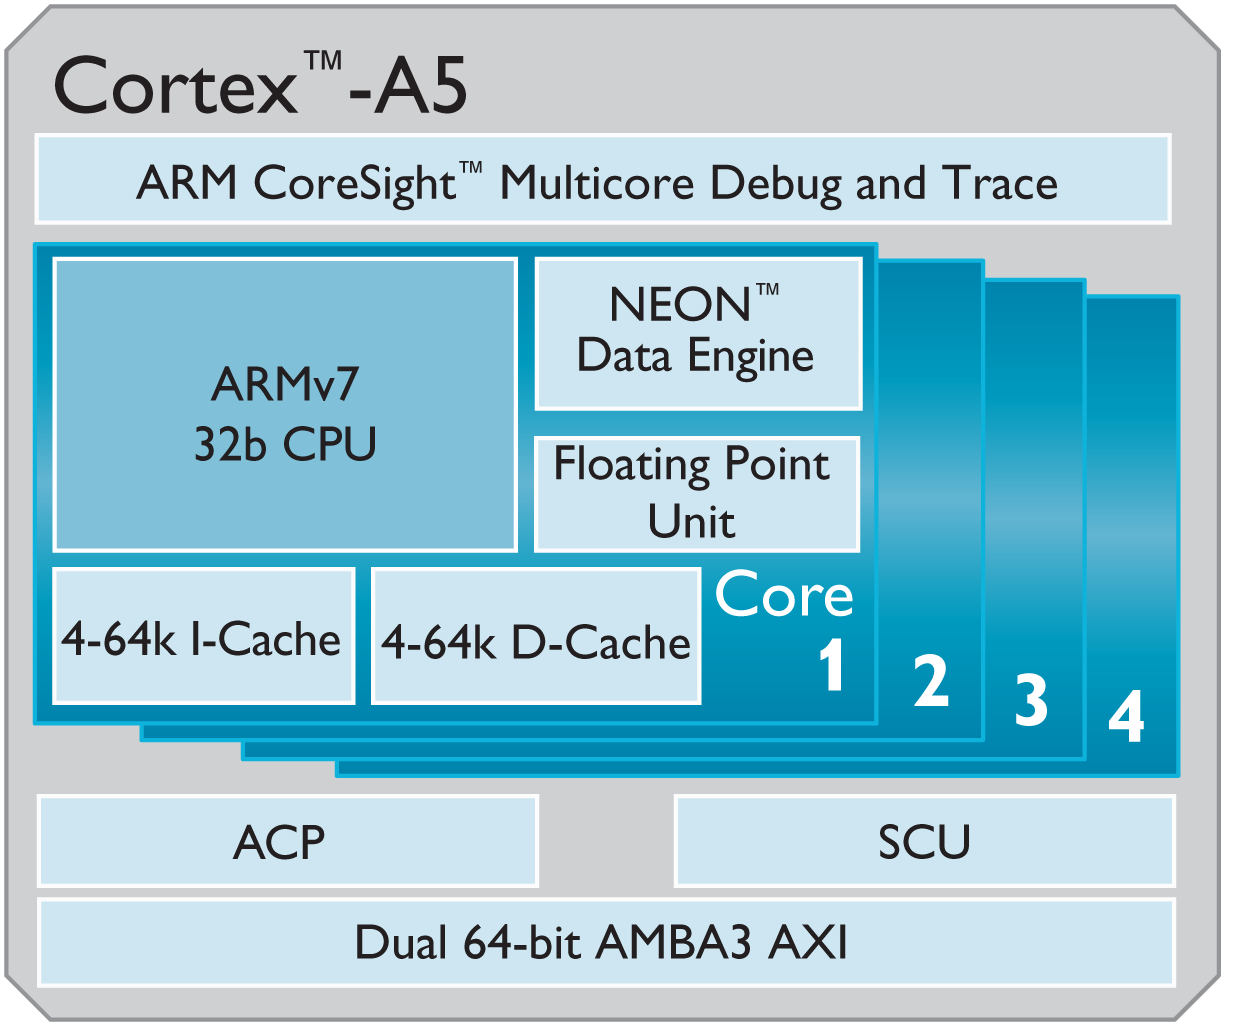 Cortex™-A5
ARM CoreSight™ Multicore Debug and Trace
ARMv7
32b CPU
NEON™
Data Engine
Floating Point
Unit
4-64k I-Cache
4-64k D-Cache
Core
1
2
3
4
ACP
SCU
Dual 64-bit AMBA3 AXI